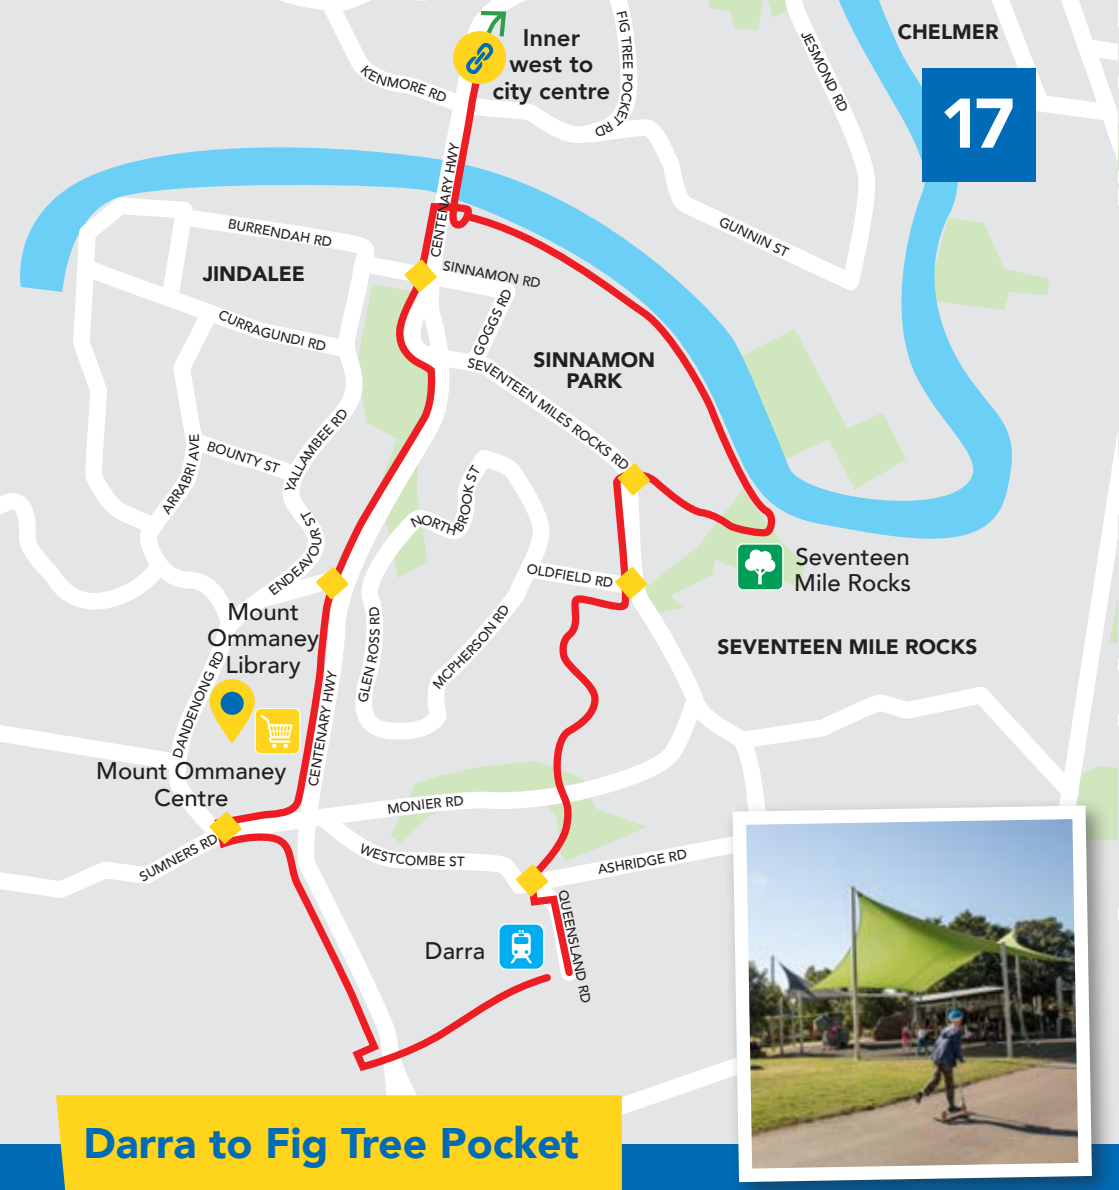 CHELMER
17
Inner
west to
city centre
FIG TREE POCKET RD
JESMOND RD
KENMORE RD
CENTENARY HWY
GUNNIN ST
BURRENDAH RD
JINDALEE
SINNAMON RD
GOGGS RD
CURRAGUNDI RD
SINNAMON
PARK
SEVENTEEN MILES ROCKS RD
YALLAMBEE RD
BOUNTY ST
ARRABRI AVE
NORTHBROOK ST
ENDEAVOUR ST
OLDFIELD RD
Seventeen
Mile Rocks
Mount
Ommaney
Library
GLEN ROSS RD
MCPHERSON RD
SEVENTEEN MILE ROCKS
DANDENONG RD
CENTENARY HWY
Mount Ommaney
Centre
MONIER RD
SUMNERS RD
WESTCOMBE ST
ASHRIDGE RD
QUEENSLAND RD
Darra
Darra to Fig Tree Pocket